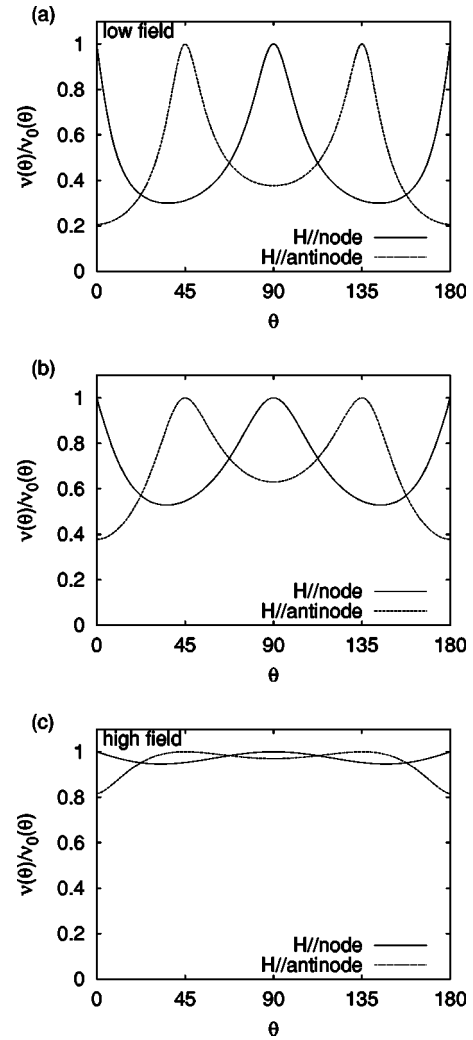 (a)
low field
1
0.8
0.6
0.4
0.2
0
ν(θ)/ν₀(θ)
H//node
H//antinode
0 45 90 135 180
θ
(b)
1
0.8
0.6
0.4
0.2
0
ν(θ)/ν₀(θ)
H//node
H//antinode
0 45 90 135 180
θ
(c)
high field
1
0.8
0.6
0.4
0.2
0
ν(θ)/ν₀(θ)
H//node
H//antinode
0 45 90 135 180
θ